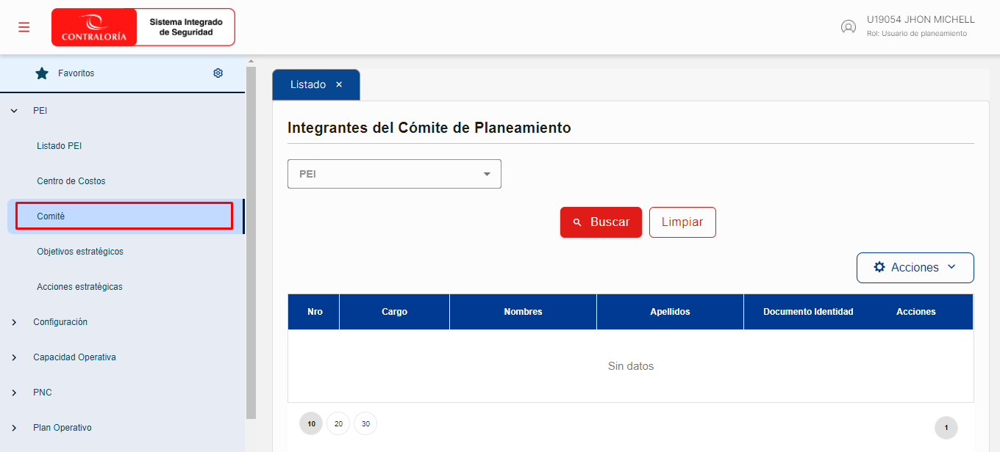 CONTRALORÍA
Sistema Integrado
de Seguridad
U19054 JHON MICHELL
Rol: Usuario de planeamiento
Favoritos
PEI
Listado PEI
Centro de Costos
Comité
Objetivos estratégicos
Acciones estratégicas
Configuración
Capacidad Operativa
PNC
Plan Operativo
Listado ×
Integrantes del Cómite de Planeamiento
PEI
Buscar Limpiar
Acciones
Nro Cargo Nombres Apellidos Documento Identidad Acciones
Sin datos
10 20 30 1